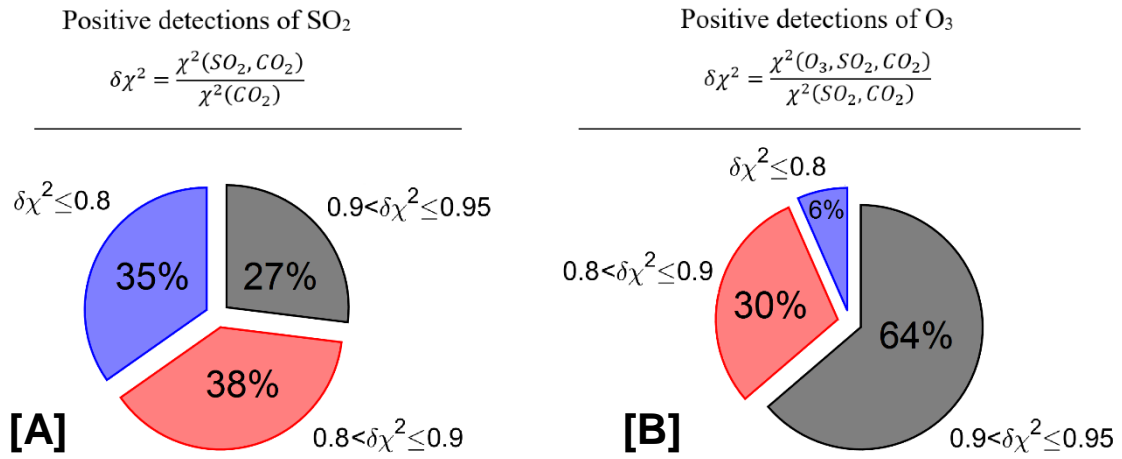 Positive detections of SO₂
δχ² = χ²(SO₂, CO₂) / χ²(CO₂)
δχ²≤0.8
0.9<δχ²≤0.95
35%
27%
38%
[A]
0.8<δχ²≤0.9
Positive detections of O₃
δχ² = χ²(O₃, SO₂, CO₂) / χ²(SO₂, CO₂)
δχ²≤0.8
6%
0.8<δχ²≤0.9
30%
64%
[B]
0.9<δχ²≤0.95